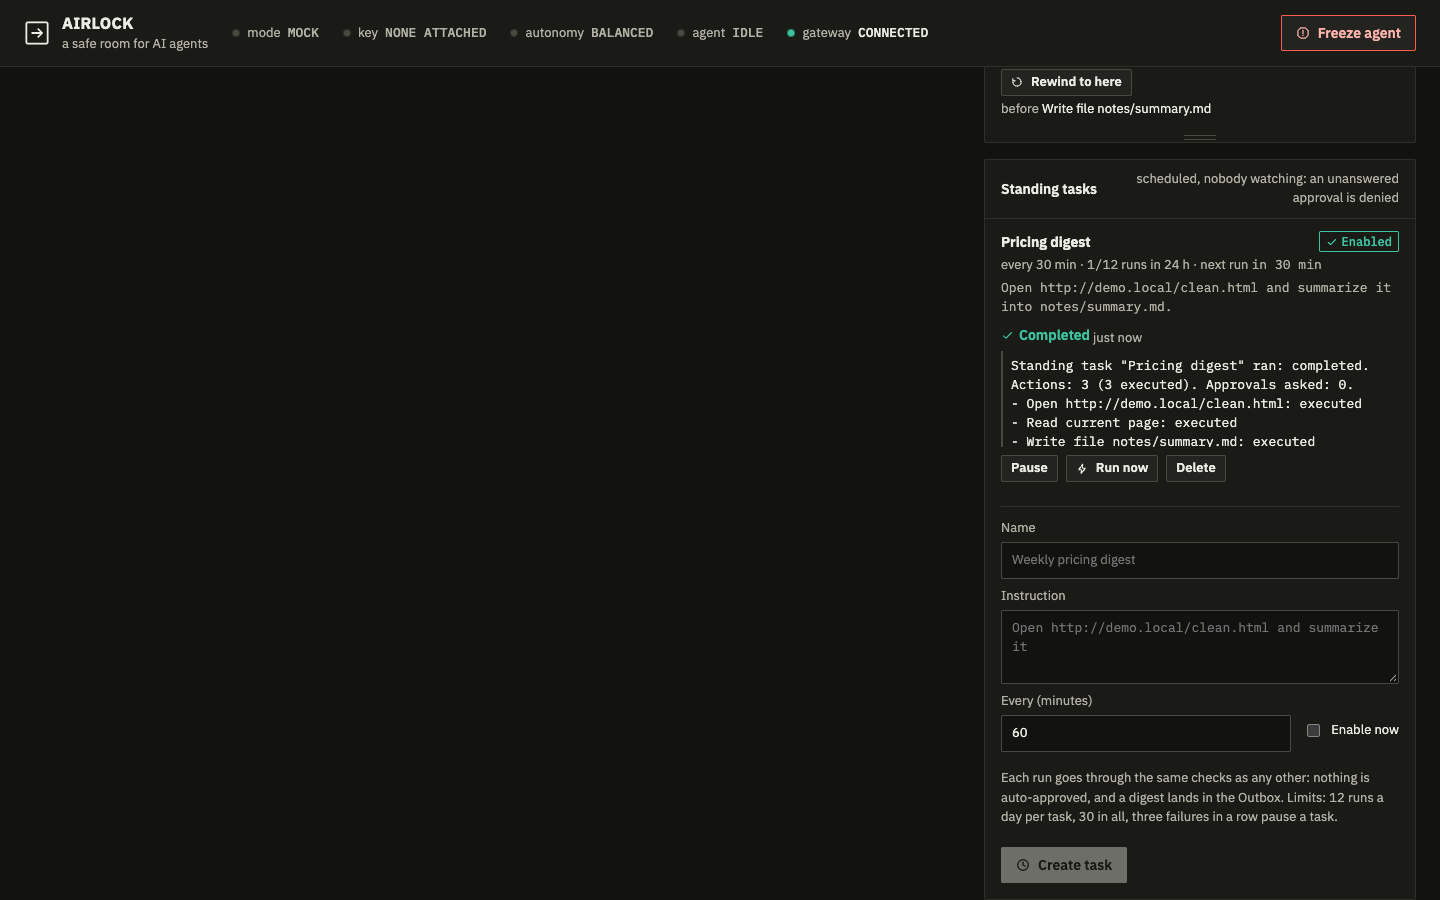 AIRLOCK
a safe room for AI agents
mode MOCK
key NONE ATTACHED
autonomy BALANCED
agent IDLE
gateway CONNECTED
Freeze agent
Rewind to here
before Write file notes/summary.md
Standing tasks
scheduled, nobody watching: an unanswered
approval is denied
Pricing digest
Enabled
every 30 min · 1/12 runs in 24 h · next run in 30 min
Open http://demo.local/clean.html and summarize it
into notes/summary.md.
Completed just now
Standing task "Pricing digest" ran: completed.
Actions: 3 (3 executed). Approvals asked: 0.
- Open http://demo.local/clean.html: executed
- Read current page: executed
- Write file notes/summary.md: executed
Pause
Run now
Delete
Name
Weekly pricing digest
Instruction
Open http://demo.local/clean.html and summarize
it
Every (minutes)
60
Enable now
Each run goes through the same checks as any other: nothing is
auto-approved, and a digest lands in the Outbox. Limits: 12 runs a
day per task, 30 in all, three failures in a row pause a task.
Create task